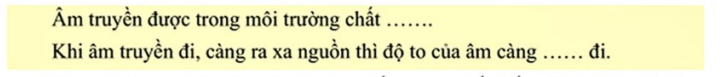 Âm truyền được trong môi trường chất .......
Khi âm truyền đi, càng ra xa nguồn thì độ to của âm càng ...... đi.